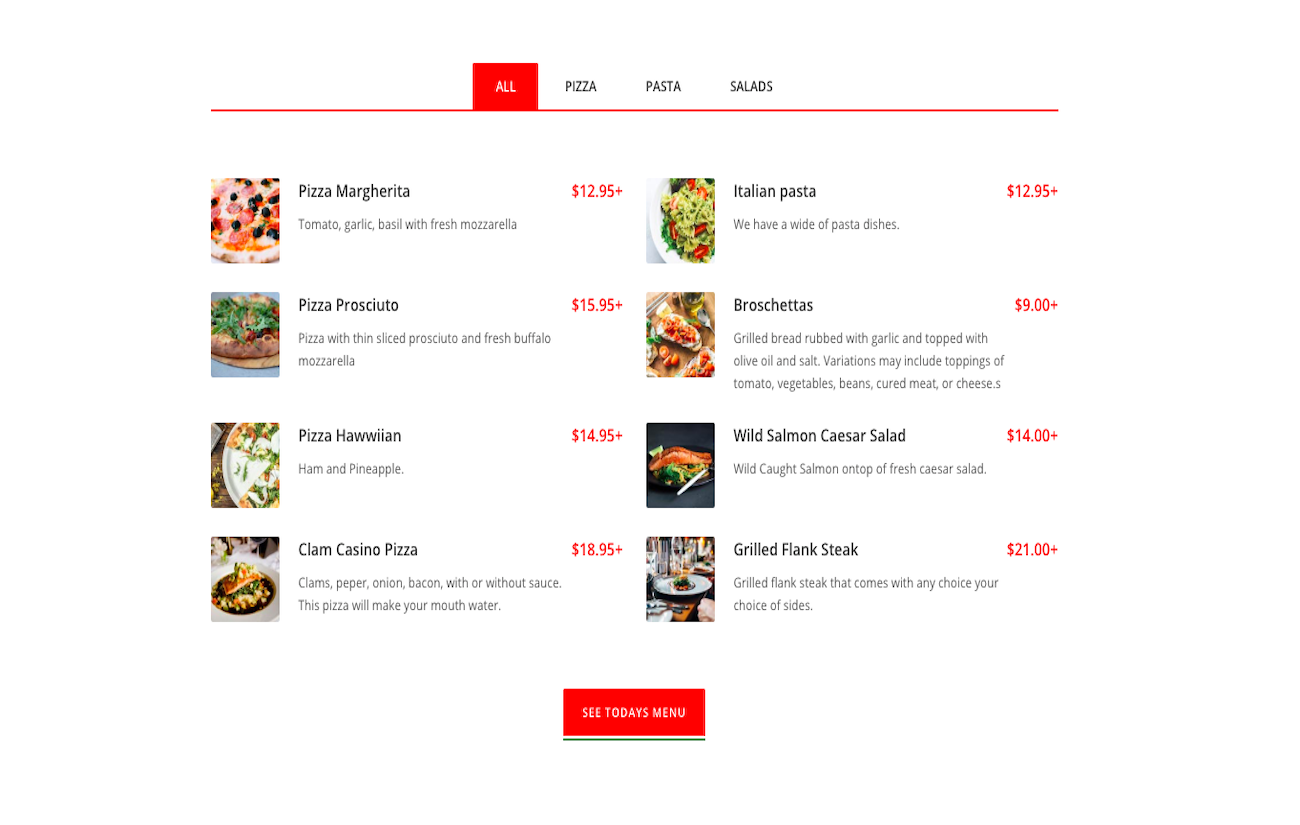 ALL PIZZA PASTA SALADS
Pizza Margherita $12.95+
Tomato, garlic, basil with fresh mozzarella
Italian pasta $12.95+
We have a wide of pasta dishes.
Pizza Prosciuto $15.95+
Pizza with thin sliced prosciuto and fresh buffalo
mozzarella
Broschettas $9.00+
Grilled bread rubbed with garlic and topped with
olive oil and salt. Variations may include toppings of
tomato, vegetables, beans, cured meat, or cheese.s
Pizza Hawwiian $14.95+
Ham and Pineapple.
Wild Salmon Caesar Salad $14.00+
Wild Caught Salmon ontop of fresh caesar salad.
Clam Casino Pizza $18.95+
Clams, peper, onion, bacon, with or without sauce.
This pizza will make your mouth water.
Grilled Flank Steak $21.00+
Grilled flank steak that comes with any choice your
choice of sides.
SEE TODAYS MENU